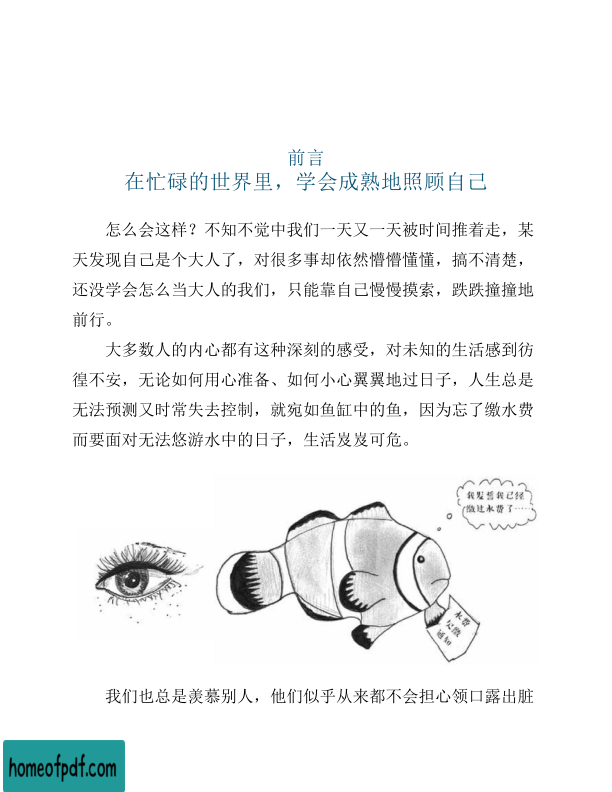 前言
在忙碌的世界里，学会成熟地照顾自己
怎么会这样？不知不觉中我们一天又一天被时间推着走，某
天发现自己是个大人了，对很多事却依然懵懵懂懂，搞不清楚，
还没学会怎么当大人的我们，只能靠自己慢慢摸索，跌跌撞撞地
前行。
大多数人的内心都有这种深刻的感受，对未知的生活感到彷
徨不安，无论如何用心准备、如何小心翼翼地过日子，人生总是
无法预测又时常失去控制，就宛如鱼缸中的鱼，因为忘了缴水费
而要面对无法悠游水中的日子，生活岌岌可危。
我发誓我已经
缴过水费了……
水费
欠缴
通知
我们也总是羡慕别人，他们似乎从来都不会担心领口露出脏
homeofpdf.com